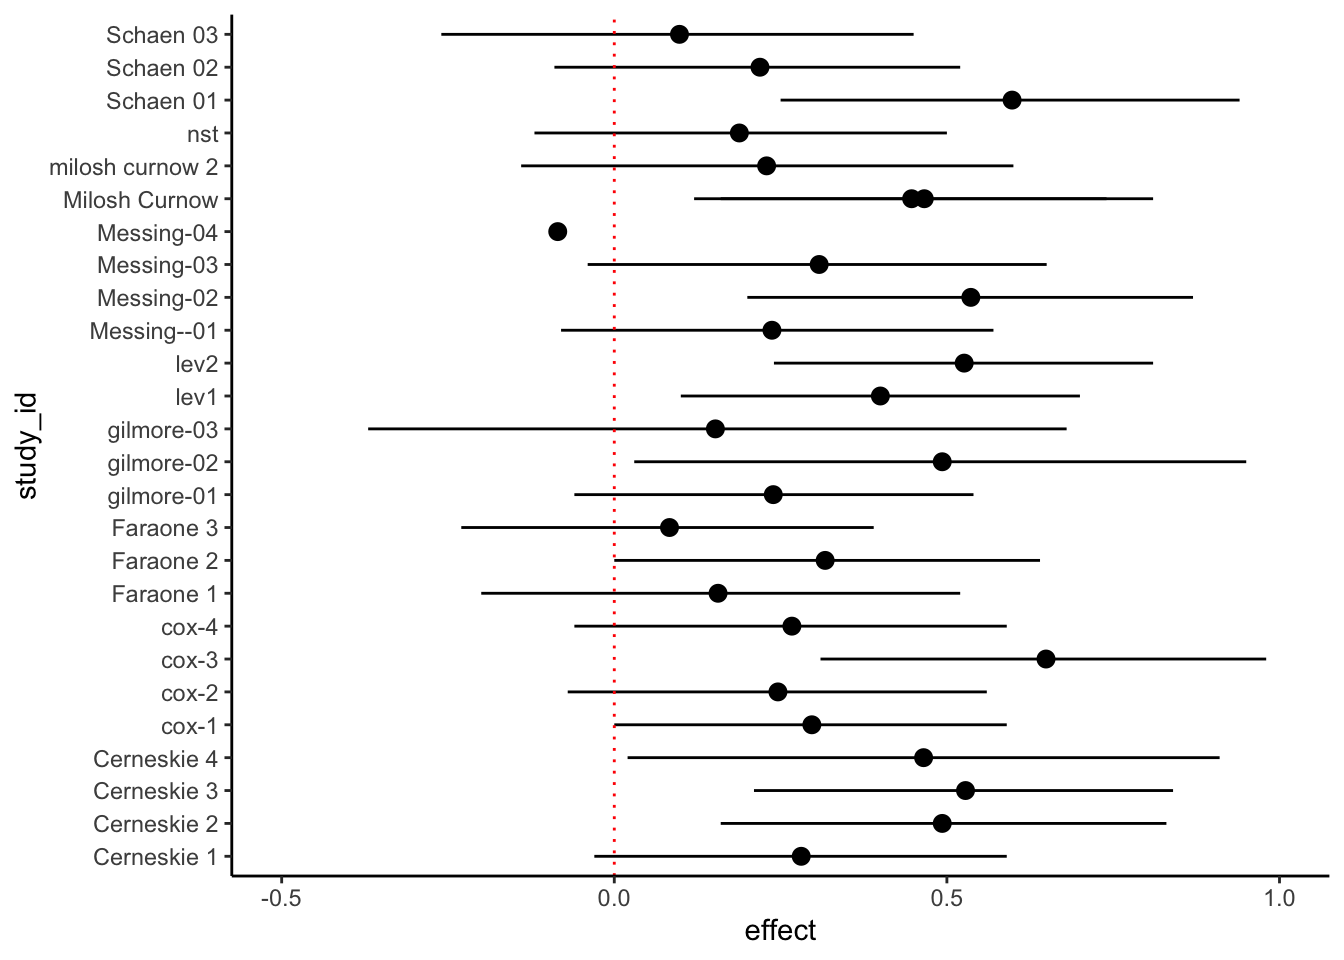 Schaen 03
Schaen 02
Schaen 01
nst
milosh curnow 2
Milosh Curnow
Messing-04
Messing-03
Messing-02
Messing--01
lev2
lev1
gilmore-03
gilmore-02
gilmore-01
Faraone 3
Faraone 2
Faraone 1
cox-4
cox-3
cox-2
cox-1
Cerneskie 4
Cerneskie 3
Cerneskie 2
Cerneskie 1
study_id
-0.5 0.0 0.5 1.0
effect